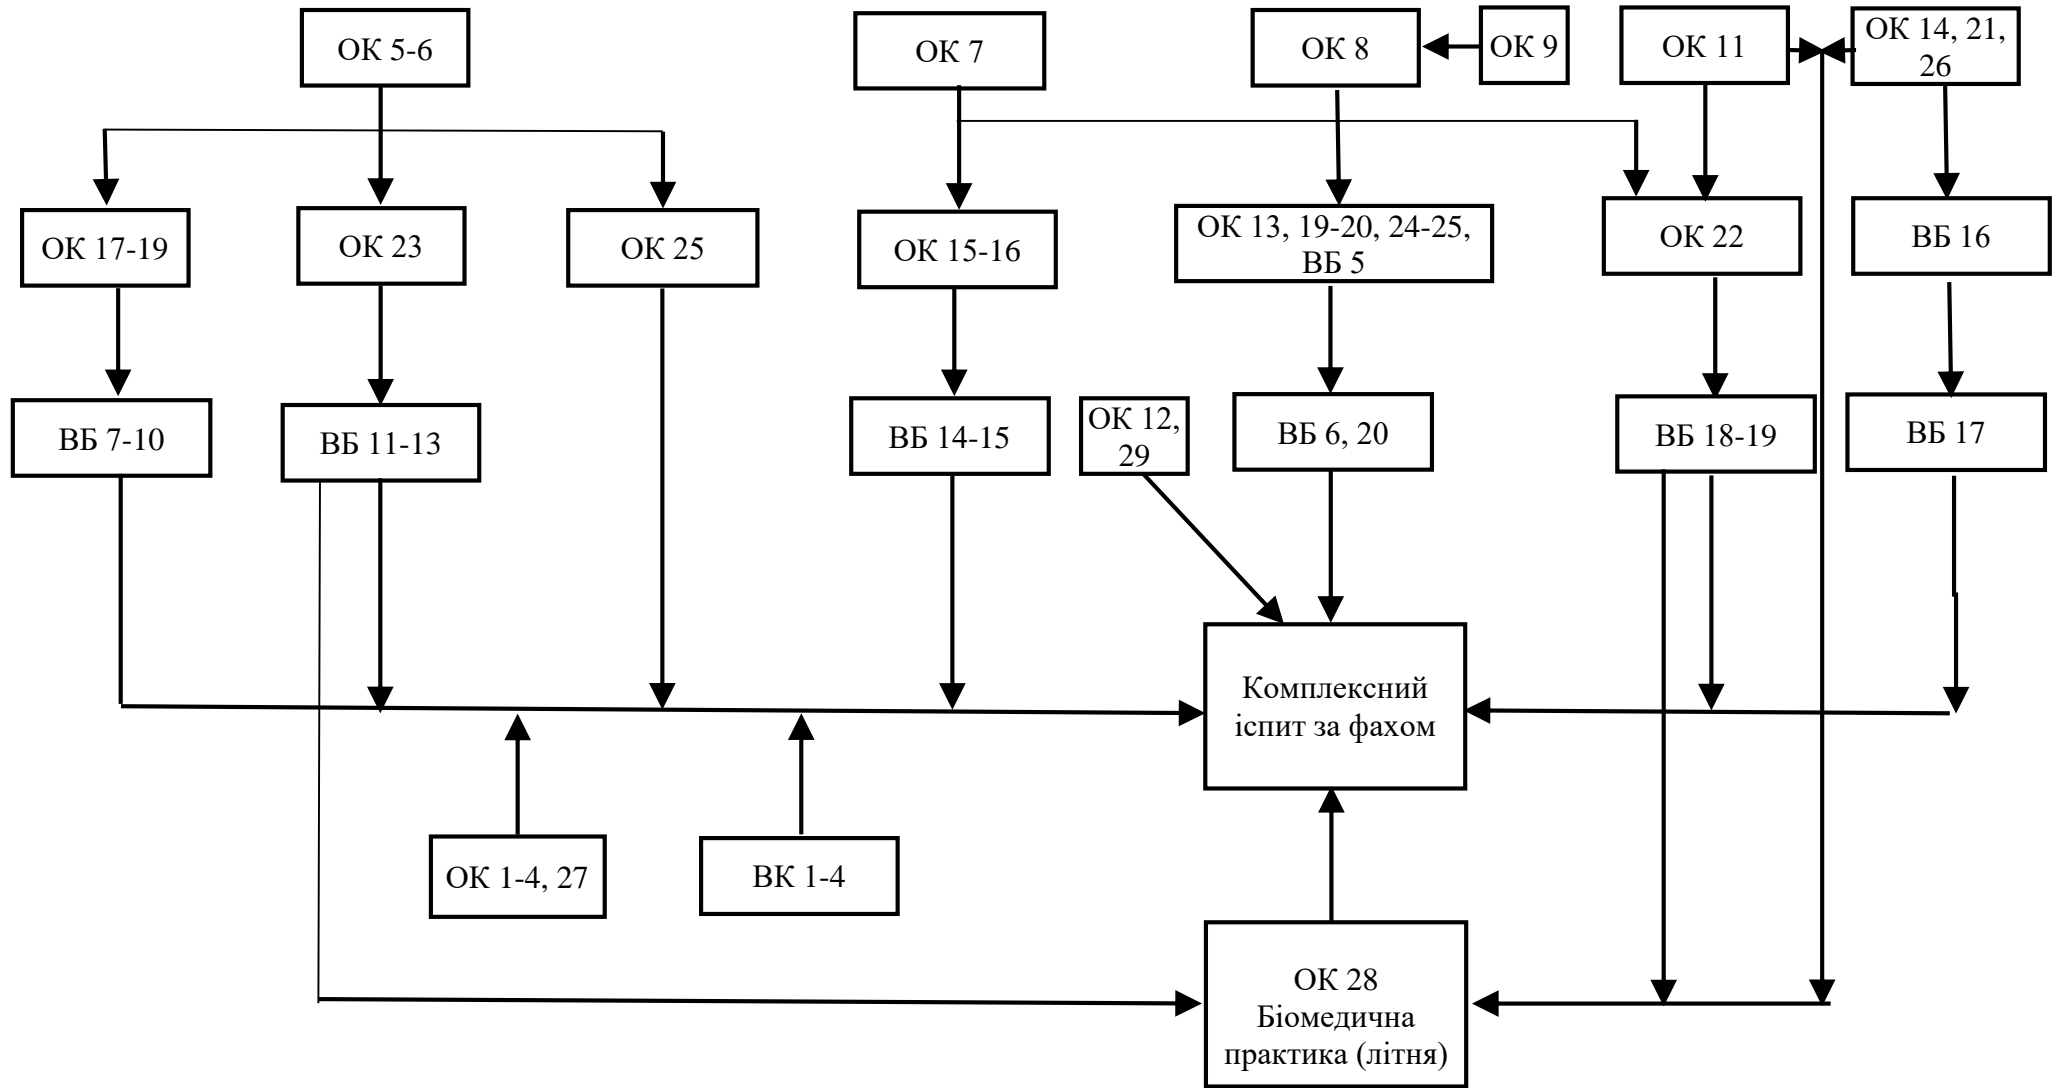 ОК 5-6
ОК 7
ОК 8
ОК 9
ОК 11
ОК 14, 21,
26
ОК 17-19
ОК 23
ОК 25
ОК 15-16
ОК 13, 19-20, 24-25,
ВБ 5
ОК 22
ВБ 16
ВБ 7-10
ВБ 11-13
ВБ 14-15
ОК 12,
29
ВБ 6, 20
ВБ 18-19
ВБ 17
Комплексний
іспит за фахом
ОК 1-4, 27
ВК 1-4
ОК 28
Біомедична
практика (літня)